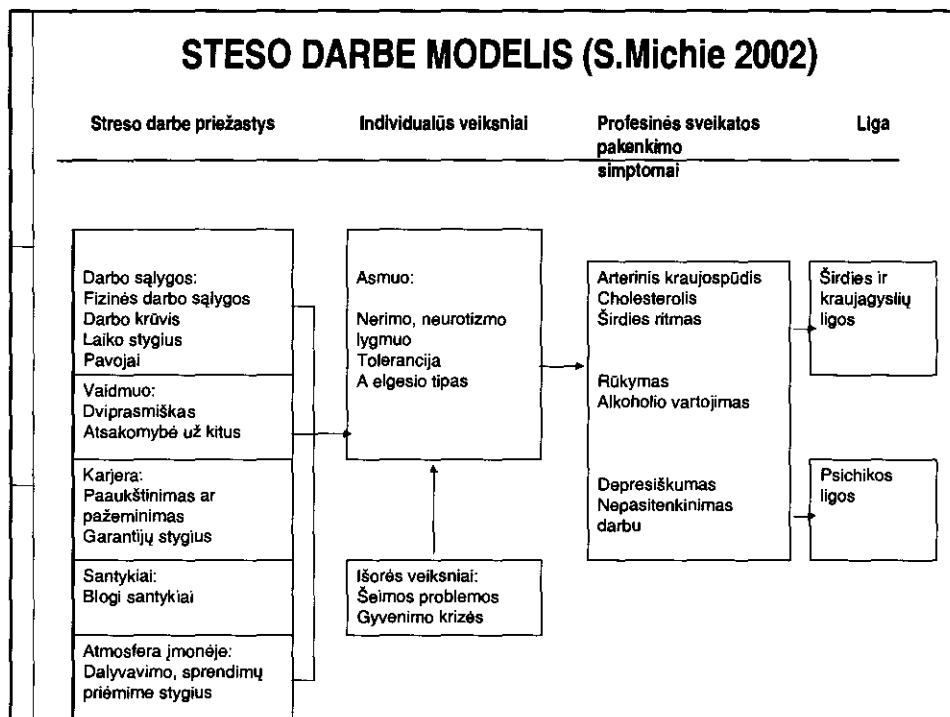 STESO DARBE MODELIS (S.Michie 2002)
Streso darbe priežastys
Individualūs veiksniai
Profesinės sveikatos
pakenkimo
simptomai
Liga
Darbo sąlygos:
Fizinės darbo sąlygos
Darbo krūvis
Laiko stygius
Pavojai
Vaidmuo:
Dviprasmiškas
Atsakomybė už kitus
Karjera:
Paaukštinimas ar
pažeminimas
Garantijų stygius
Santykiai:
Blogi santykiai
Atmosfera įmonėje:
Dalyvavimo, sprendimų
priėmime stygius
Asmuo:
Nerimo, neurotizmo
lygmuo
Tolerancija
A elgesio tipas
Išorės veiksniai:
Šeimos problemos
Gyvenimo krizės
Arterinis kraujospūdis
Cholesterolis
Širdies ritmas
Rūkymas
Alkoholio vartojimas
Depresiškumas
Nepasitenkinimas
darbu
Širdies ir
kraujagyslių
ligos
Psichikos
ligos